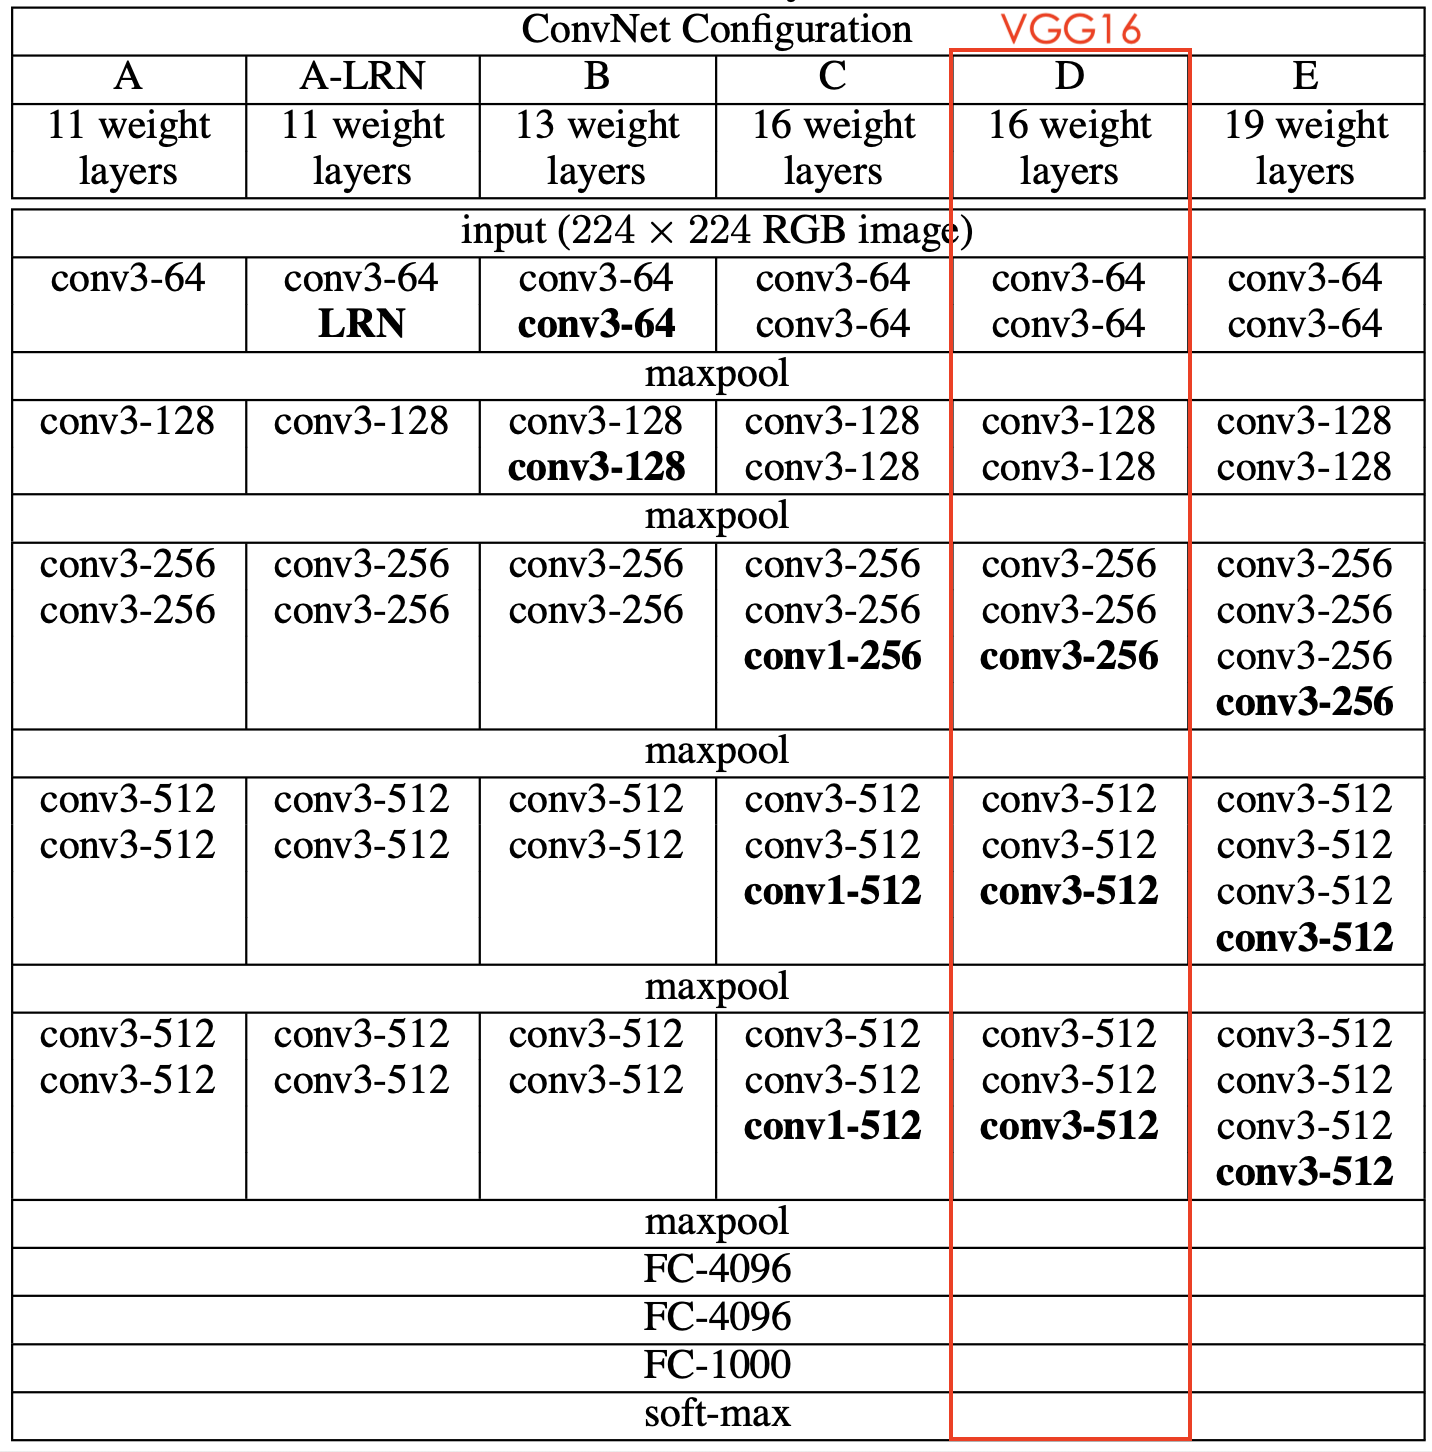 ConvNet Configuration VGG16
A A-LRN B C D E
11 weight layers 11 weight layers 13 weight layers 16 weight layers 16 weight layers 19 weight layers
input (224 × 224 RGB image)
conv3-64 conv3-64 conv3-64 conv3-64 conv3-64 conv3-64
LRN conv3-64 conv3-64 conv3-64 conv3-64
maxpool
conv3-128 conv3-128 conv3-128 conv3-128 conv3-128 conv3-128
conv3-128 conv3-128 conv3-128 conv3-128
maxpool
conv3-256 conv3-256 conv3-256 conv3-256 conv3-256 conv3-256
conv3-256 conv3-256 conv3-256 conv3-256 conv3-256 conv3-256
conv1-256 conv3-256 conv3-256
conv3-256
maxpool
conv3-512 conv3-512 conv3-512 conv3-512 conv3-512 conv3-512
conv3-512 conv3-512 conv3-512 conv3-512 conv3-512 conv3-512
conv1-512 conv3-512 conv3-512
conv3-512
maxpool
conv3-512 conv3-512 conv3-512 conv3-512 conv3-512 conv3-512
conv3-512 conv3-512 conv3-512 conv3-512 conv3-512 conv3-512
conv1-512 conv3-512 conv3-512
conv3-512
maxpool
FC-4096
FC-4096
FC-1000
soft-max